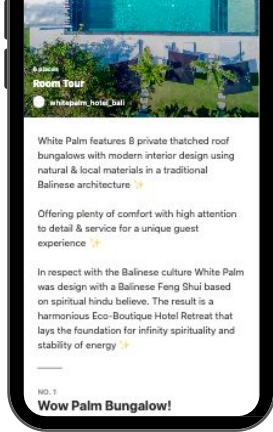 8 places
Room Tour
whitepalm_hotel_bali
White Palm features 8 private thatched roof
bungalows with modern interior design using
natural & local materials in a traditional
Balinese architecture ✨
Offering plenty of comfort with high attention
to detail & service for a unique guest
experience ✨
In respect with the Balinese culture White Palm
was design with a Balinese Feng Shui based
on spiritual hindu believe. The result is a
harmonious Eco-Boutique Hotel Retreat that
lays the foundation for infinity spirituality and
stability of energy ✨
NO. 1
Wow Palm Bungalow!